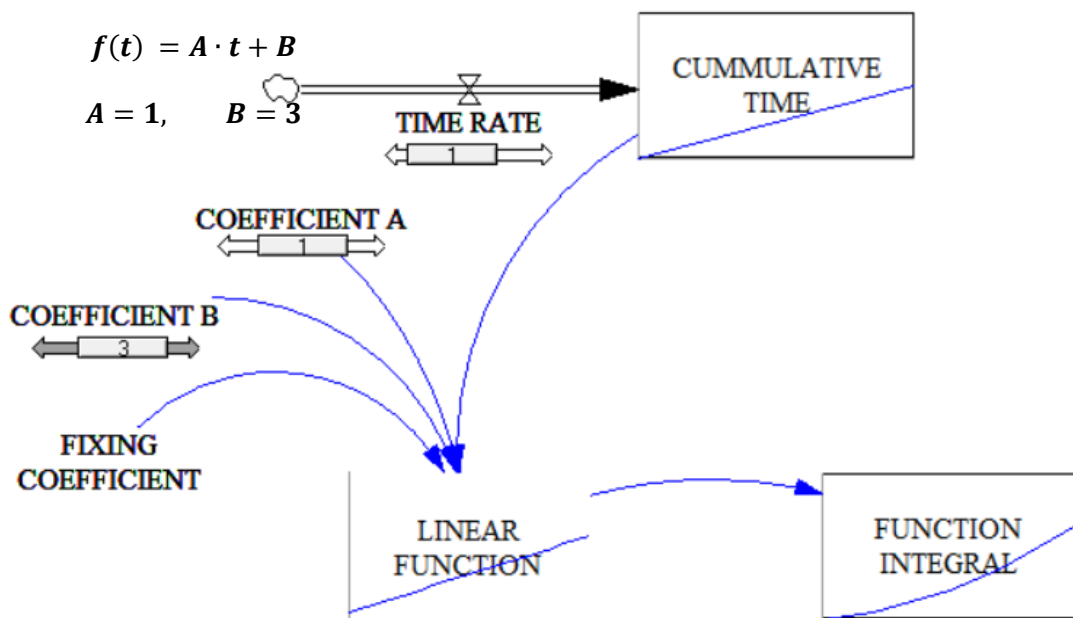 f(t) = A · t + B
A = 1, B = 3
CUMMULATIVE
TIME
TIME RATE
1
COEFFICIENT A
1
COEFFICIENT B
3
FIXING
COEFFICIENT
LINEAR
FUNCTION
FUNCTION
INTEGRAL